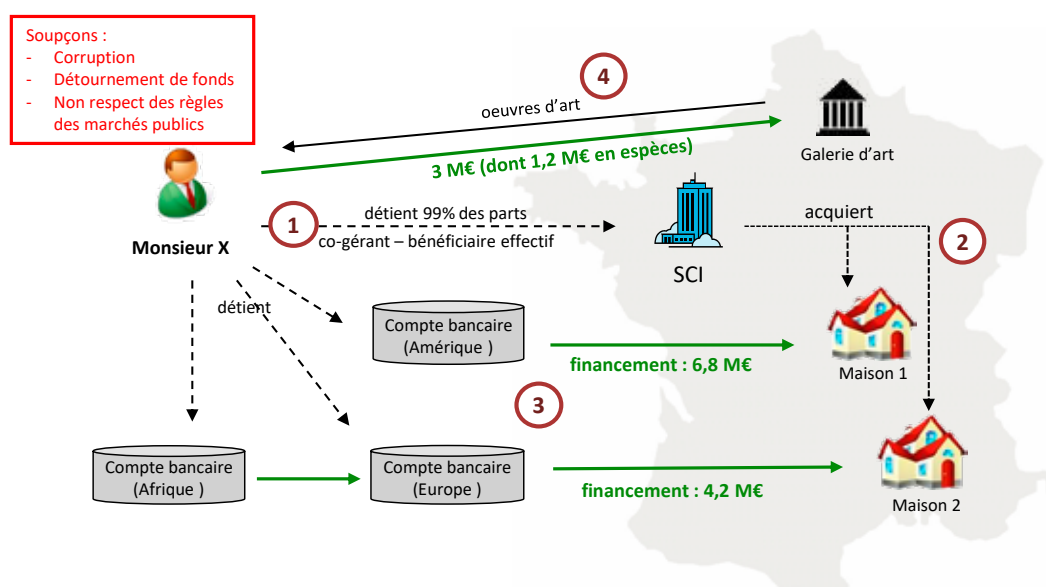 Soupçons :
- Corruption
- Détournement de fonds
- Non respect des règles
des marchés publics
4
oeuvres d’art
3 M€ (dont 1,2 M€ en espèces)
Galerie d’art
Monsieur X
1
détient 99% des parts
co-gérant – bénéficiaire effectif
SCI
acquiert
2
détient
Compte bancaire
(Amérique )
financement : 6,8 M€
Maison 1
3
Compte bancaire
(Afrique )
Compte bancaire
(Europe )
financement : 4,2 M€
Maison 2